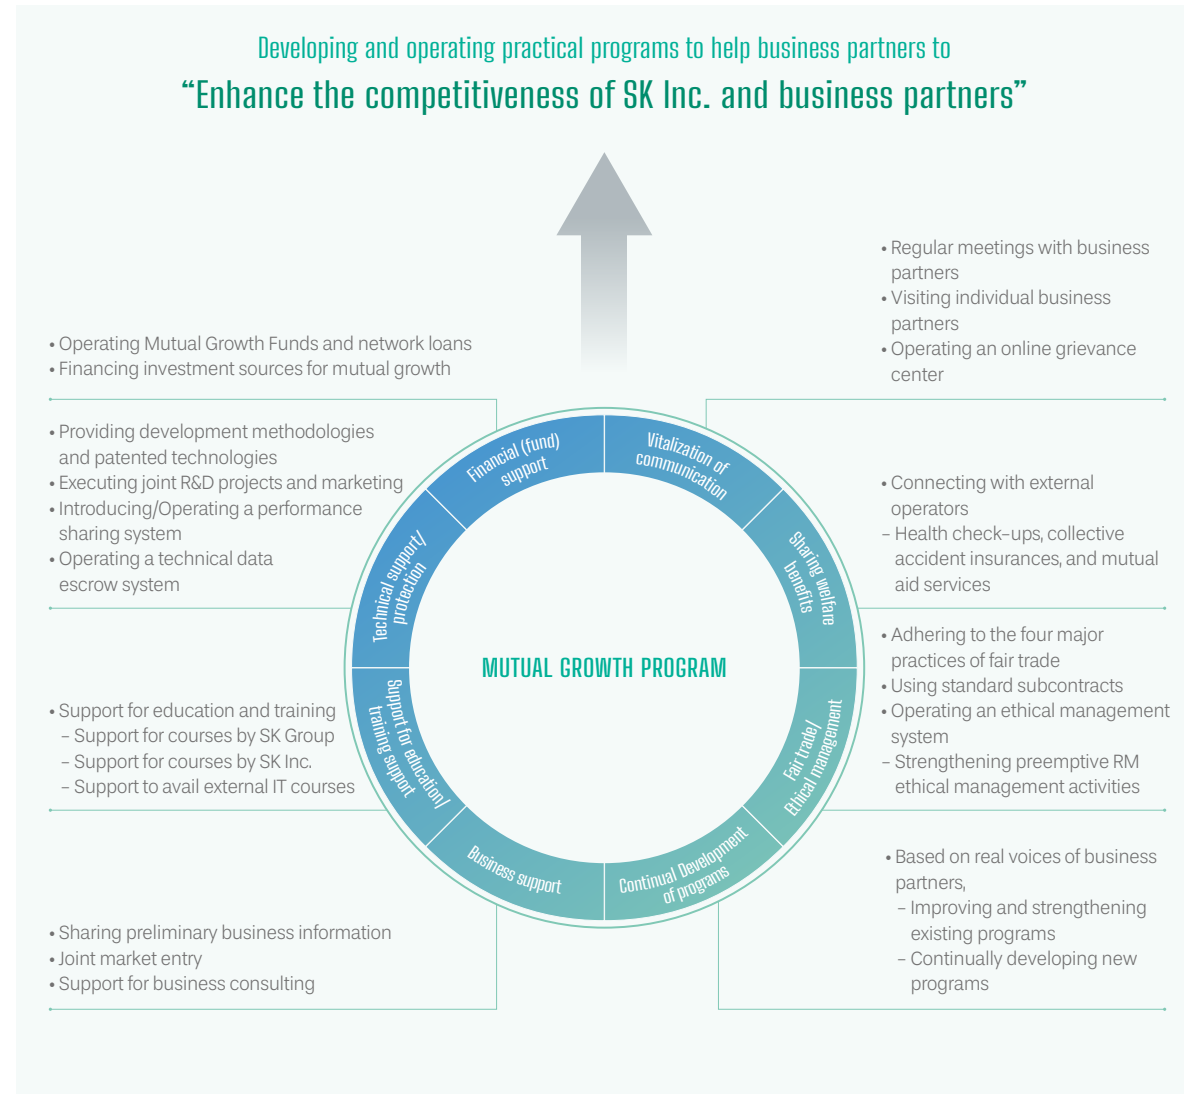 Developing and operating practical programs to help business partners to
“Enhance the competitiveness of SK Inc. and business partners”
• Operating Mutual Growth Funds and network loans
• Financing investment sources for mutual growth
• Providing development methodologies
and patented technologies
• Executing joint R&D projects and marketing
• Introducing/Operating a performance
sharing system
• Operating a technical data
escrow system
• Support for education and training
– Support for courses by SK Group
– Support for courses by SK Inc.
– Support to avail external IT courses
• Sharing preliminary business information
• Joint market entry
• Support for business consulting
Financial (fund)
support
Vitalization of
communication
Technical support/
protection
Sharing welfare
benefits
MUTUAL GROWTH PROGRAM
Support for education/
training support
Fair trade/
Ethical management
Business support
Continual Development
of programs
• Regular meetings with business
partners
• Visiting individual business
partners
• Operating an online grievance
center
• Connecting with external
operators
– Health check-ups, collective
accident insurances, and mutual
aid services
• Adhering to the four major
practices of fair trade
• Using standard subcontracts
• Operating an ethical management
system
– Strengthening preemptive RM
ethical management activities
• Based on real voices of business
partners,
– Improving and strengthening
existing programs
– Continually developing new
programs